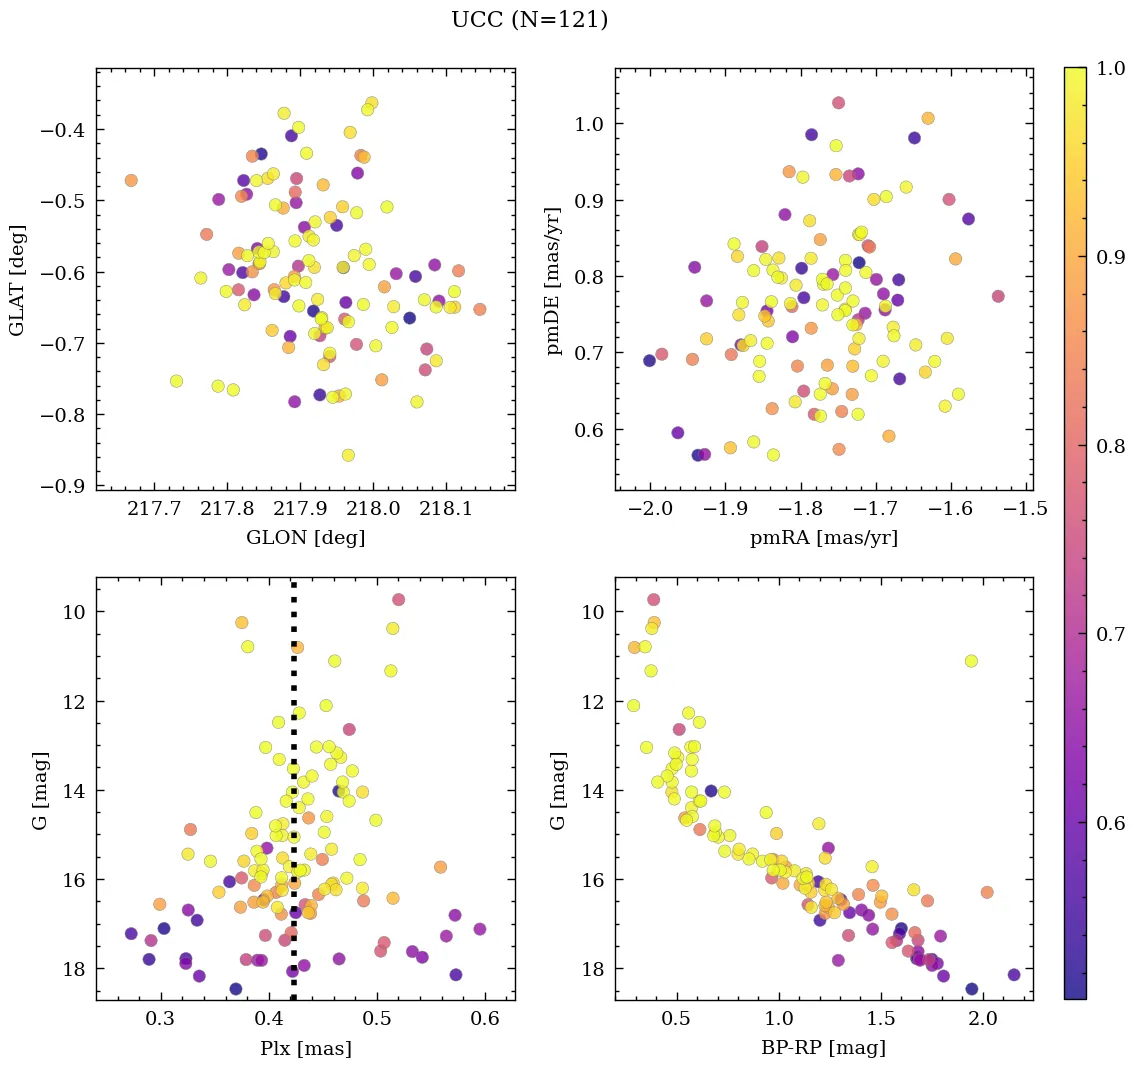 UCC (N=121)
−0.4
−0.5
−0.6
−0.7
−0.8
−0.9
GLAT [deg]
217.7 217.8 217.9 218.0 218.1
GLON [deg]
1.0
0.9
0.8
0.7
0.6
pmDE [mas/yr]
−2.0 −1.9 −1.8 −1.7 −1.6 −1.5
pmRA [mas/yr]
10
12
14
16
18
G [mag]
0.3 0.4 0.5 0.6
Plx [mas]
10
12
14
16
18
G [mag]
0.5 1.0 1.5 2.0
BP-RP [mag]
1.0
0.9
0.8
0.7
0.6